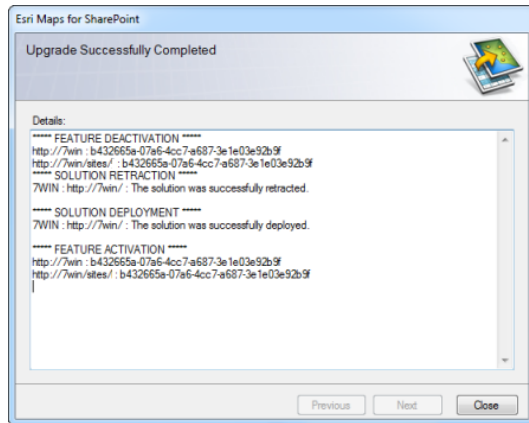 Esri Maps for SharePoint
Upgrade Successfully Completed
Details:
***** FEATURE DEACTIVATION *****
http://7win : b432665a-07a6-4cc7-a687-3e1e03e92b9f
http://7win/sites/ : b432665a-07a6-4cc7-a687-3e1e03e92b9f
***** SOLUTION RETRACTION *****
7WIN : http://7win/ : The solution was successfully retracted.
***** SOLUTION DEPLOYMENT *****
7WIN : http://7win/ : The solution was successfully deployed.
***** FEATURE ACTIVATION *****
http://7win : b432665a-07a6-4cc7-a687-3e1e03e92b9f
http://7win/sites/ : b432665a-07a6-4cc7-a687-3e1e03e92b9f
Previous Next Close